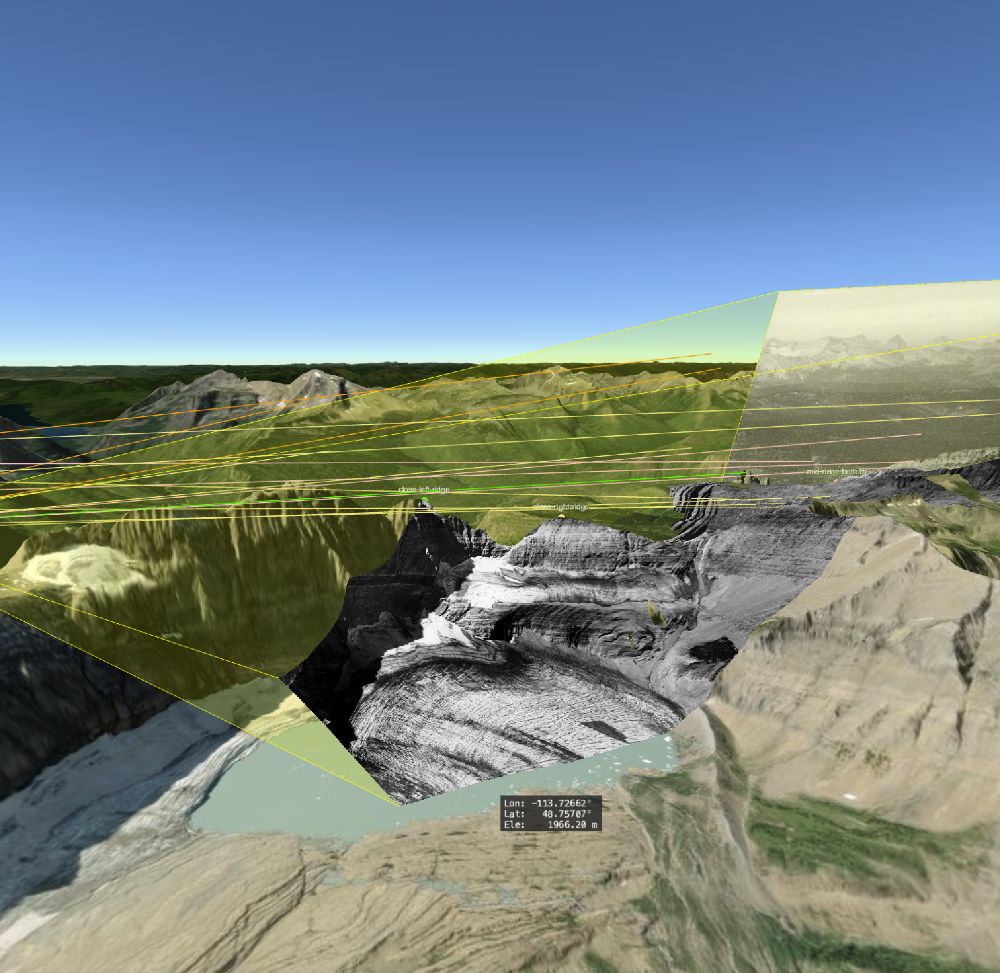 mid-ridge-bottom
close-left-ridge
close-right-ridge
Lon: −113.72662°
Lat: 48.75707°
Ele: 1966.20 m